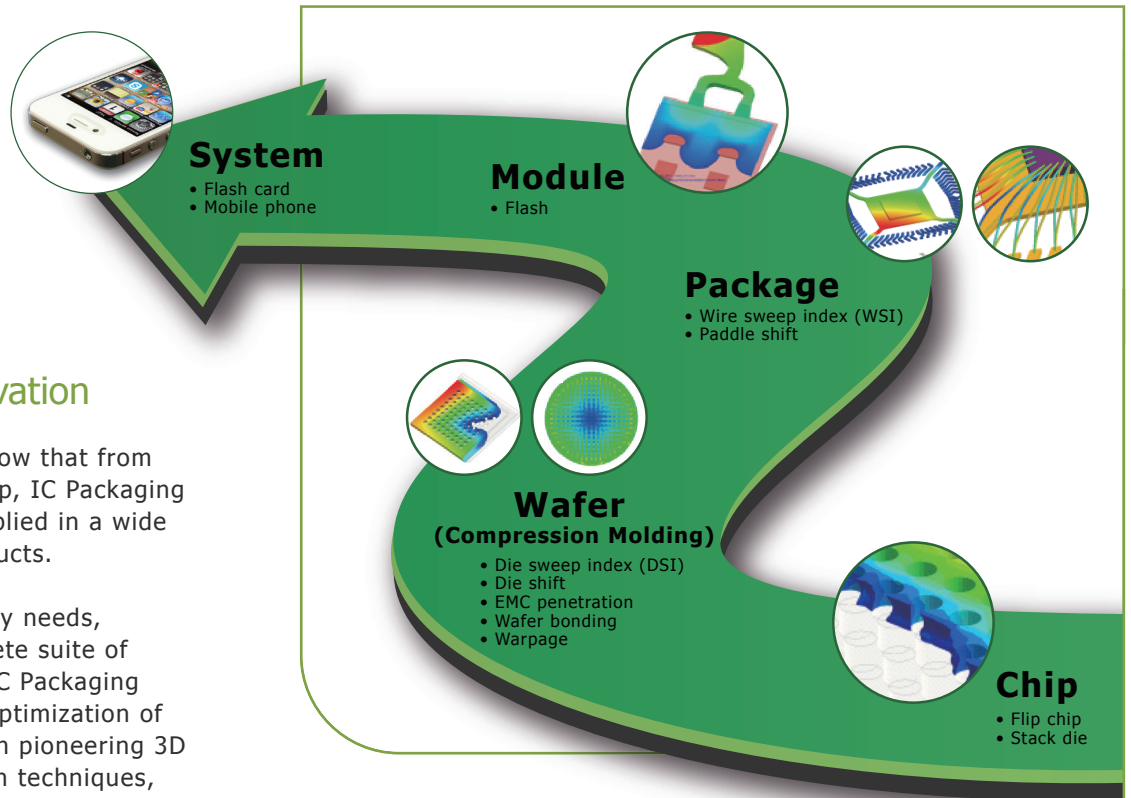 System
• Flash card
• Mobile phone
Module
• Flash
Package
• Wire sweep index (WSI)
• Paddle shift
Wafer
(Compression Molding)
• Die sweep index (DSI)
• Die shift
• EMC penetration
• Wafer bonding
• Warpage
Chip
• Flip chip
• Stack die
vation
ow that from
p, IC Packaging
plied in a wide
ucts.
y needs,
ete suite of
C Packaging
ptimization of
n pioneering 3D
n techniques,